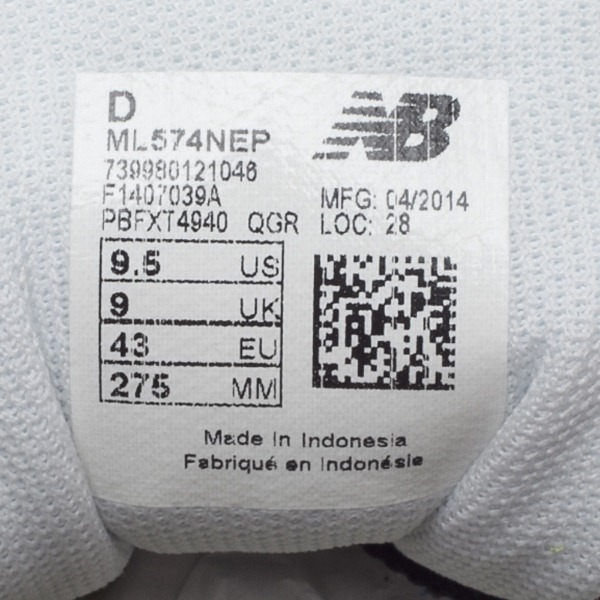 D
ML574NEP
739980121046
F1407039A
PBFXT4940 QGR
NB
MFG: 04/2014
LOC: 28
9.5 US
9 UK
43 EU
275 MM
Made In Indonesia
Fabriqué en Indonésie